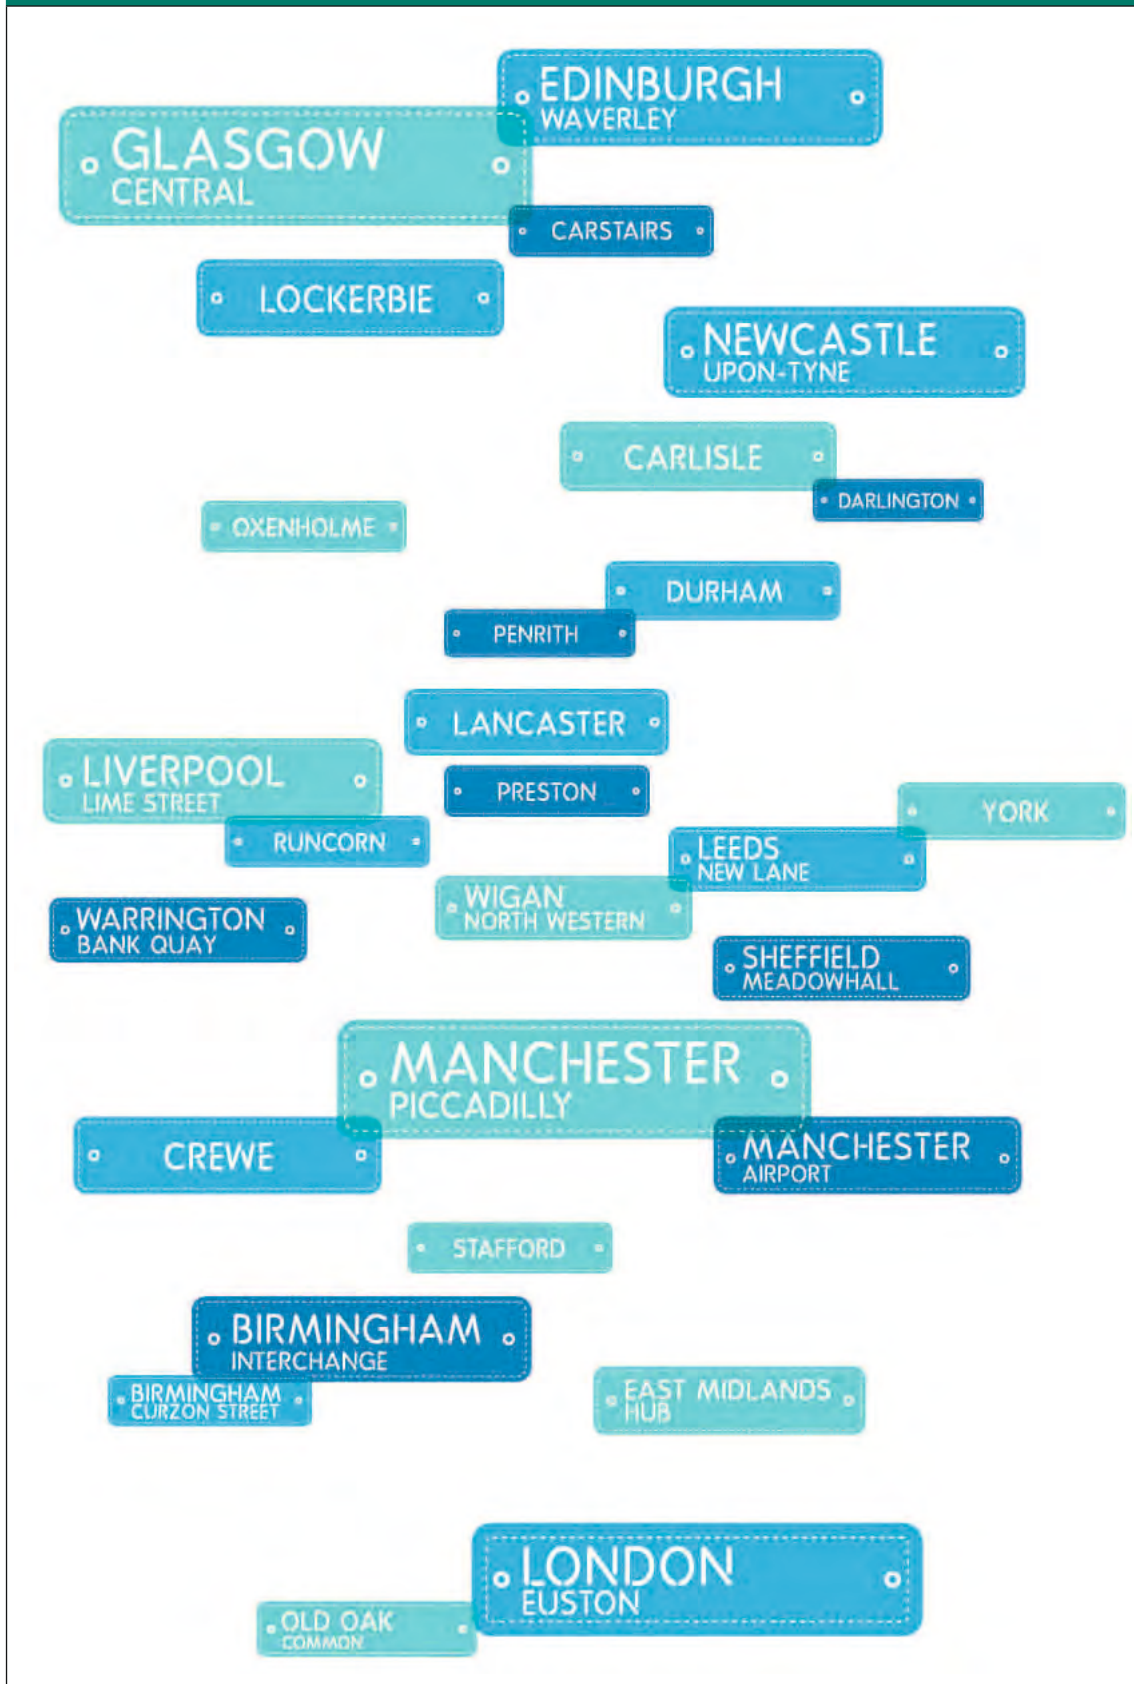 EDINBURGH
WAVERLEY
GLASGOW
CENTRAL
CARSTAIRS
LOCKERBIE
NEWCASTLE
UPON-TYNE
CARLISLE
DARLINGTON
OXENHOLME
DURHAM
PENRITH
LANCASTER
LIVERPOOL
LIME STREET
PRESTON
YORK
RUNCORN
LEEDS
NEW LANE
WIGAN
NORTH WESTERN
WARRINGTON
BANK QUAY
SHEFFIELD
MEADOWHALL
MANCHESTER
PICCADILLY
CREWE
MANCHESTER
AIRPORT
STAFFORD
BIRMINGHAM
INTERCHANGE
BIRMINGHAM
CURZON STREET
EAST MIDLANDS
HUB
LONDON
EUSTON
OLD OAK
COMMON